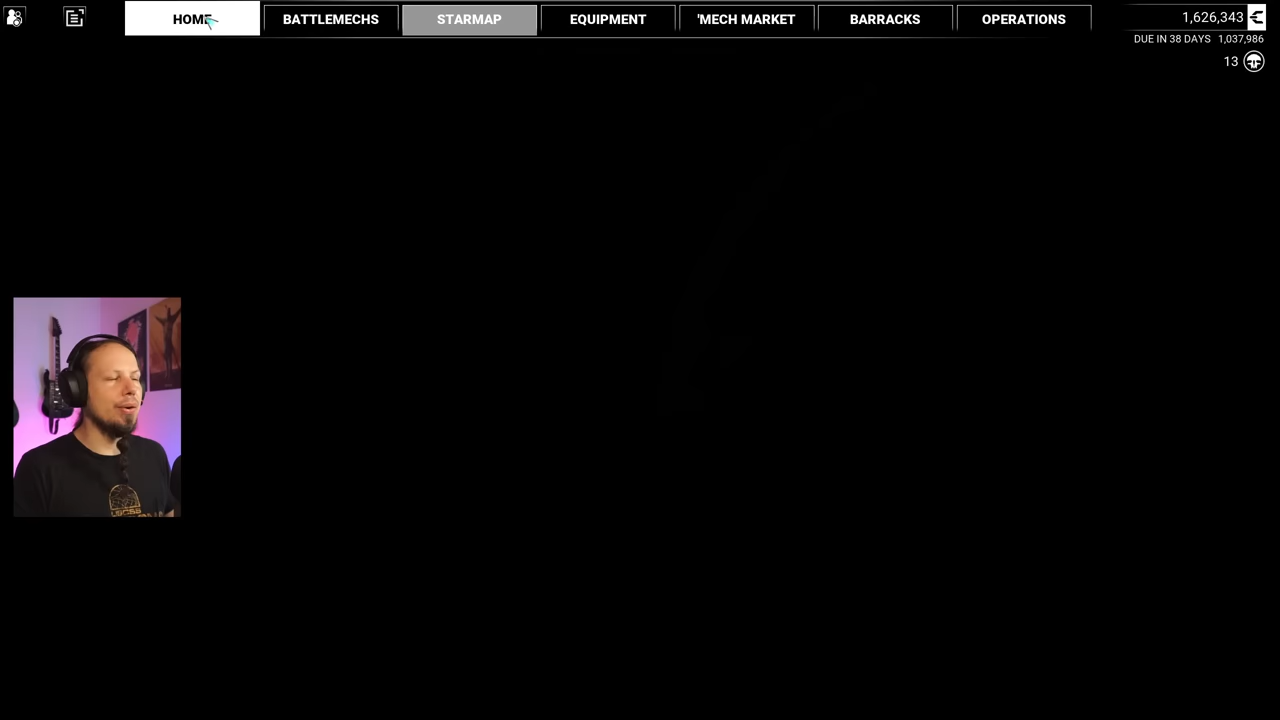 HOME
BATTLEMECHS
STARMAP
EQUIPMENT
'MECH MARKET
BARRACKS
OPERATIONS
1,626,343
DUE IN 38 DAYS 1,037,986
13